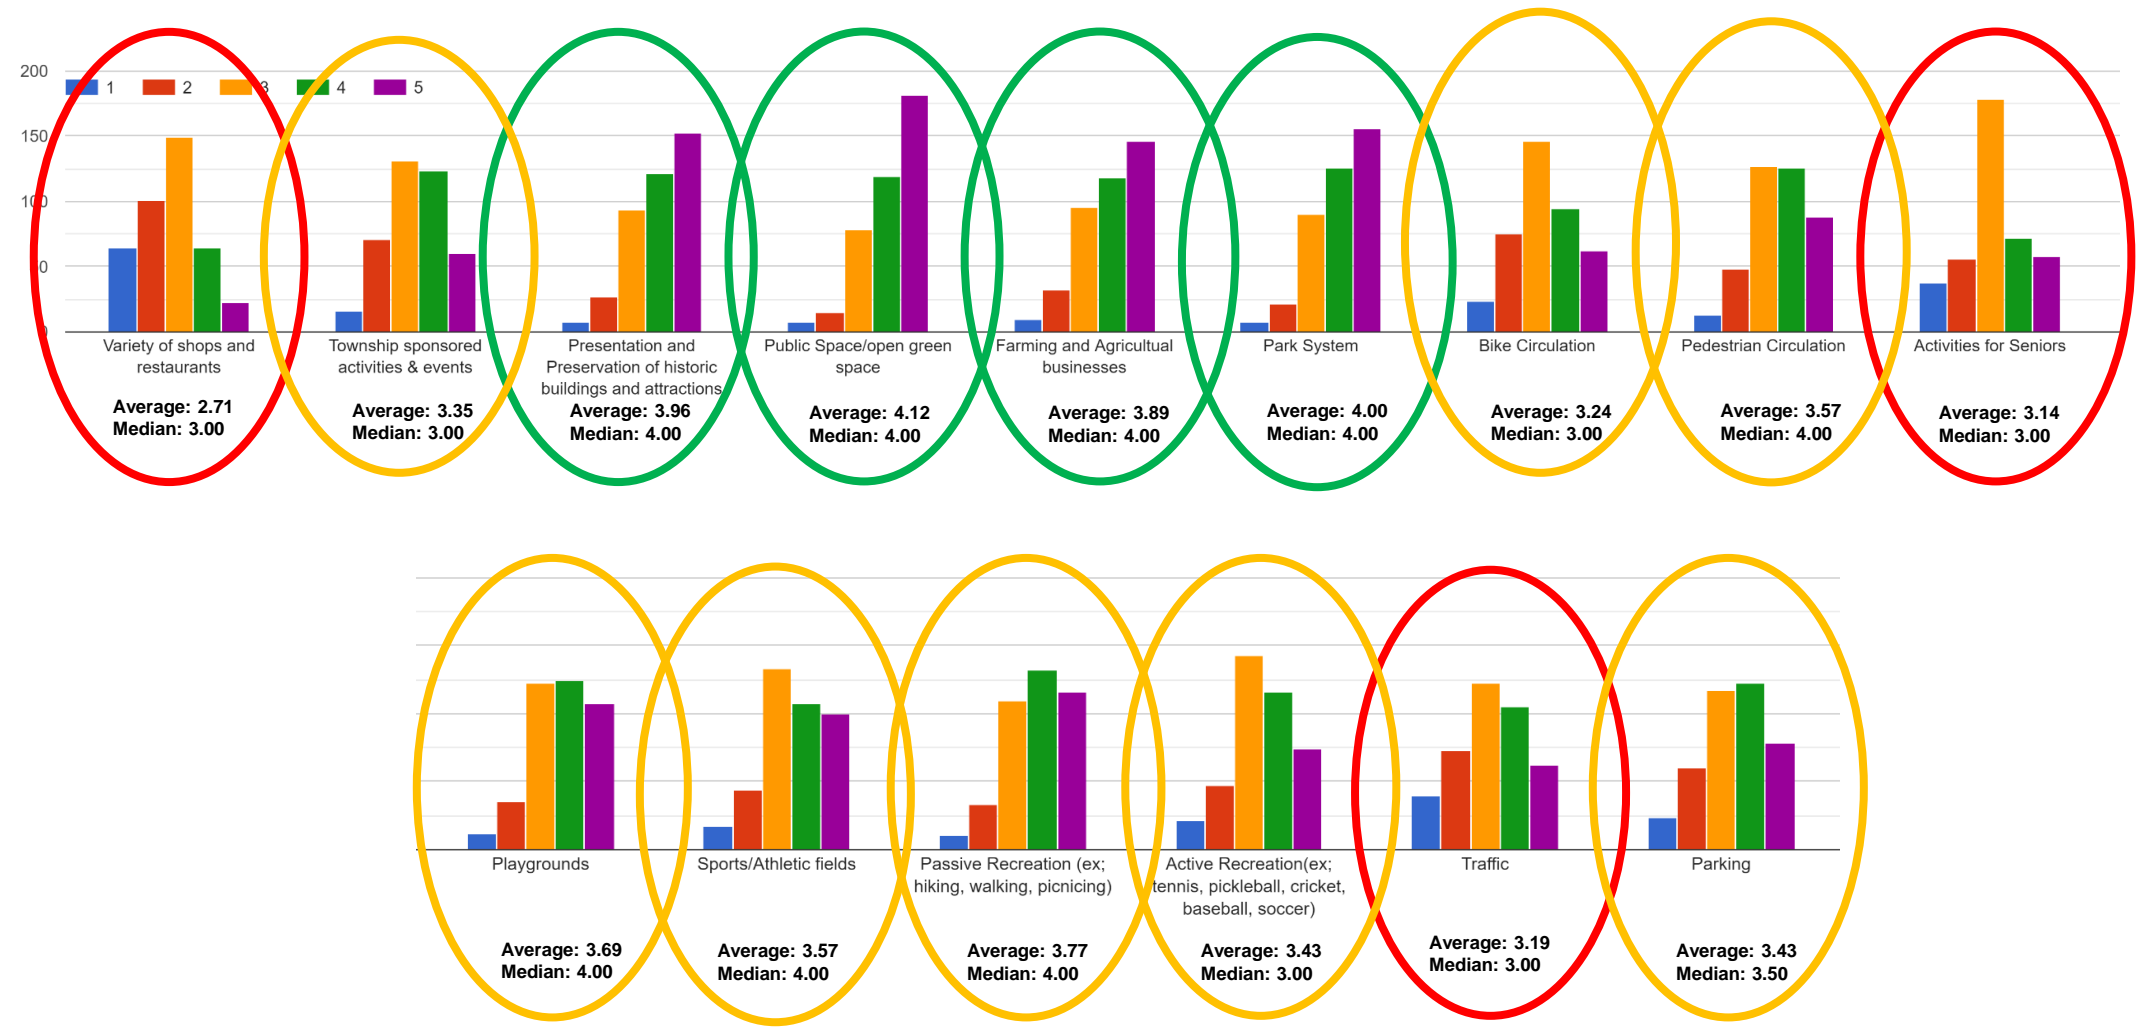 200
1 2 3 4 5
150
100
0
0
Variety of shops and
restaurants
Township sponsored
activities & events
Presentation and
Preservation of historic
buildings and attractions
Public Space/open green
space
Farming and Agricultual
businesses
Park System
Bike Circulation
Pedestrian Circulation
Activities for Seniors
Average: 2.71
Median: 3.00
Average: 3.35
Median: 3.00
Average: 3.96
Median: 4.00
Average: 4.12
Median: 4.00
Average: 3.89
Median: 4.00
Average: 4.00
Median: 4.00
Average: 3.24
Median: 3.00
Average: 3.57
Median: 4.00
Average: 3.14
Median: 3.00
Playgrounds
Sports/Athletic fields
Passive Recreation (ex;
hiking, walking, picnicing)
Active Recreation(ex;
tennis, pickleball, cricket,
baseball, soccer)
Traffic
Parking
Average: 3.69
Median: 4.00
Average: 3.57
Median: 4.00
Average: 3.77
Median: 4.00
Average: 3.43
Median: 3.00
Average: 3.19
Median: 3.00
Average: 3.43
Median: 3.50